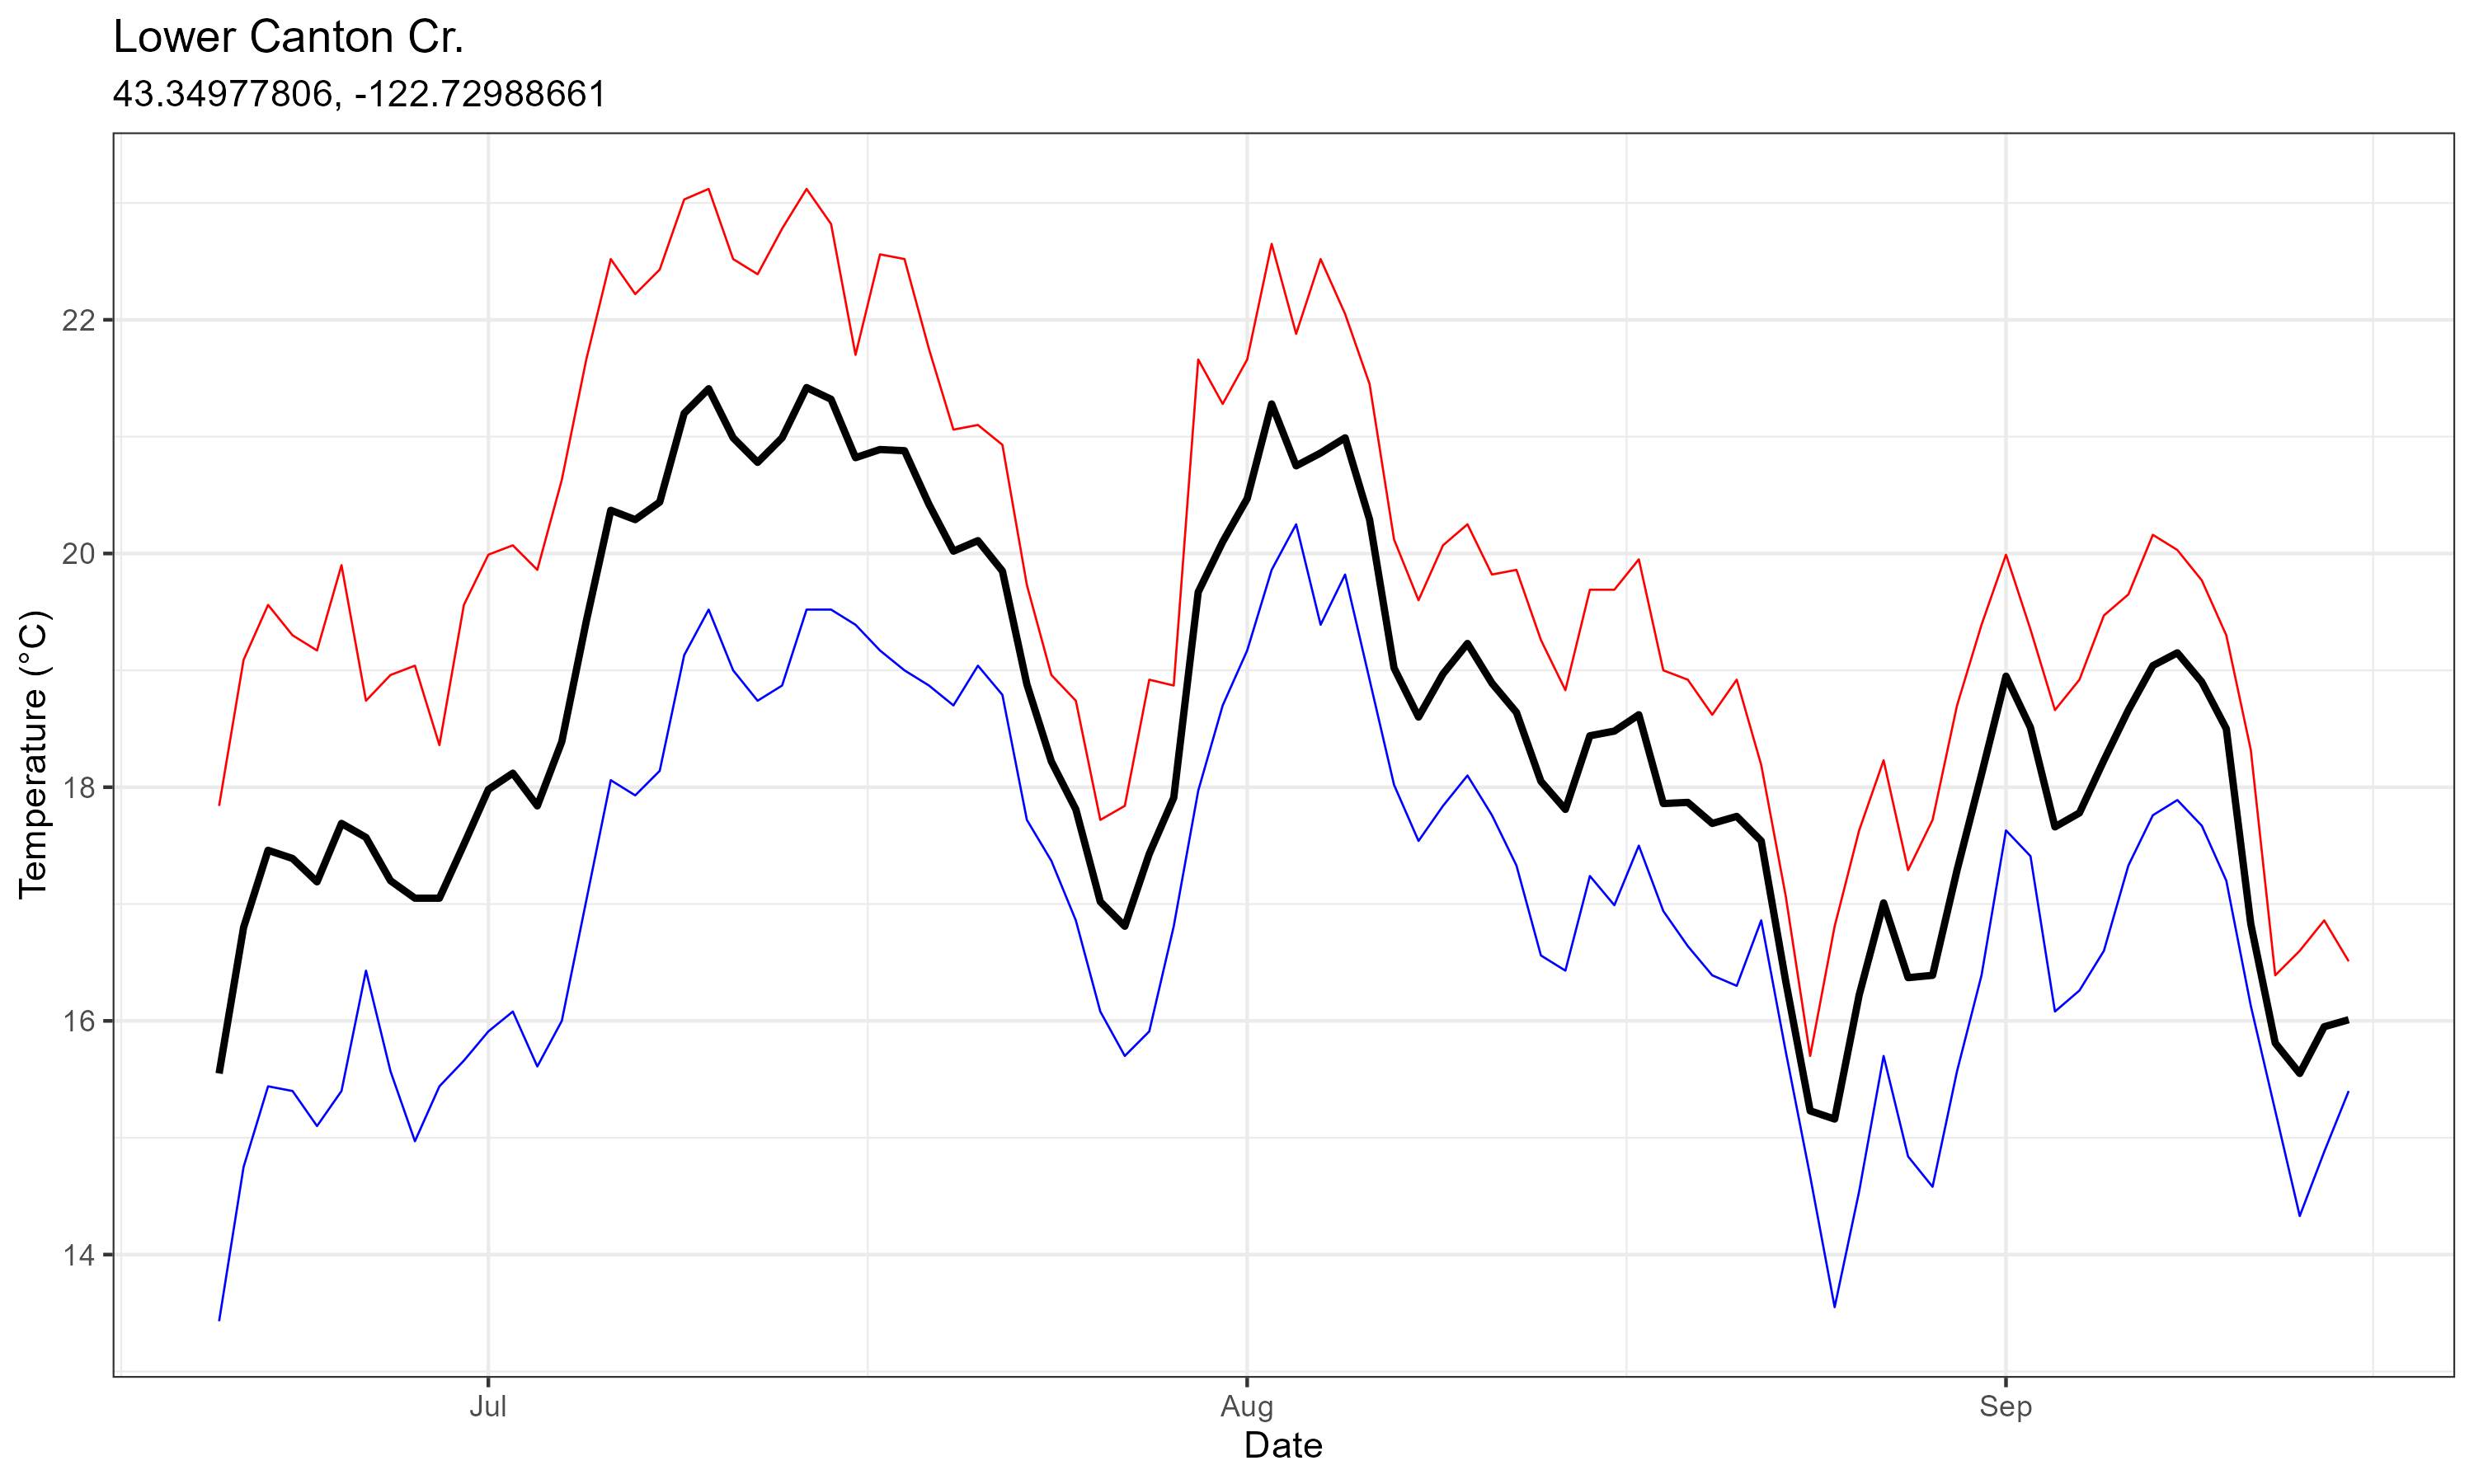 Lower Canton Cr.
43.34977806, -122.72988661
22
20
18
16
14
Temperature (°C)
Jul
Aug
Sep
Date